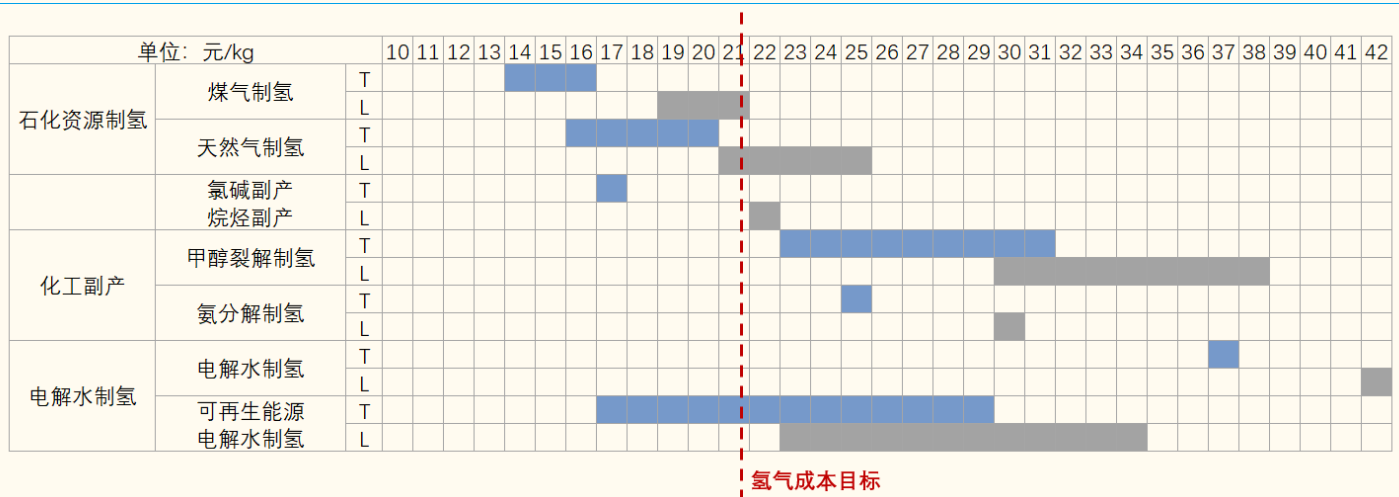 单位：元/kg 10 11 12 13 14 15 16 17 18 19 20 21 22 23 24 25 26 27 28 29 30 31 32 33 34 35 36 37 38 39 40 41 42
石化资源制氢
煤气制氢
T
L
天然气制氢
T
L
氯碱副产
T
烷烃副产
L
化工副产
甲醇裂解制氢
T
L
氨分解制氢
T
L
电解水制氢
电解水制氢
T
L
可再生能源
T
电解水制氢
L
氢气成本目标